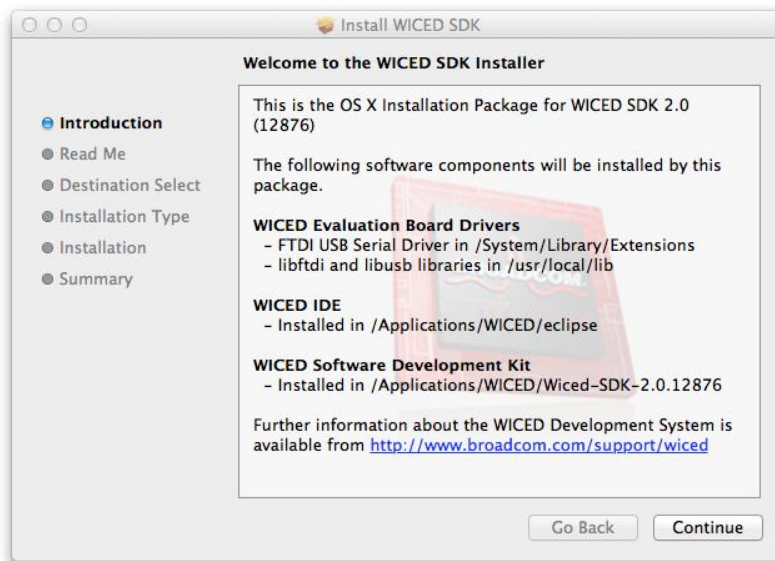 Install WICED SDK
Welcome to the WICED SDK Installer
Introduction
Read Me
Destination Select
Installation Type
Installation
Summary
This is the OS X Installation Package for WICED SDK 2.0
(12876)
The following software components will be installed by this
package.
WICED Evaluation Board Drivers
– FTDI USB Serial Driver in /System/Library/Extensions
– libftdi and libusb libraries in /usr/local/lib
WICED IDE
– Installed in /Applications/WICED/eclipse
WICED Software Development Kit
– Installed in /Applications/WICED/Wiced-SDK-2.0.12876
Further information about the WICED Development System is
available from http://www.broadcom.com/support/wiced
BROADCOM.
Go Back
Continue